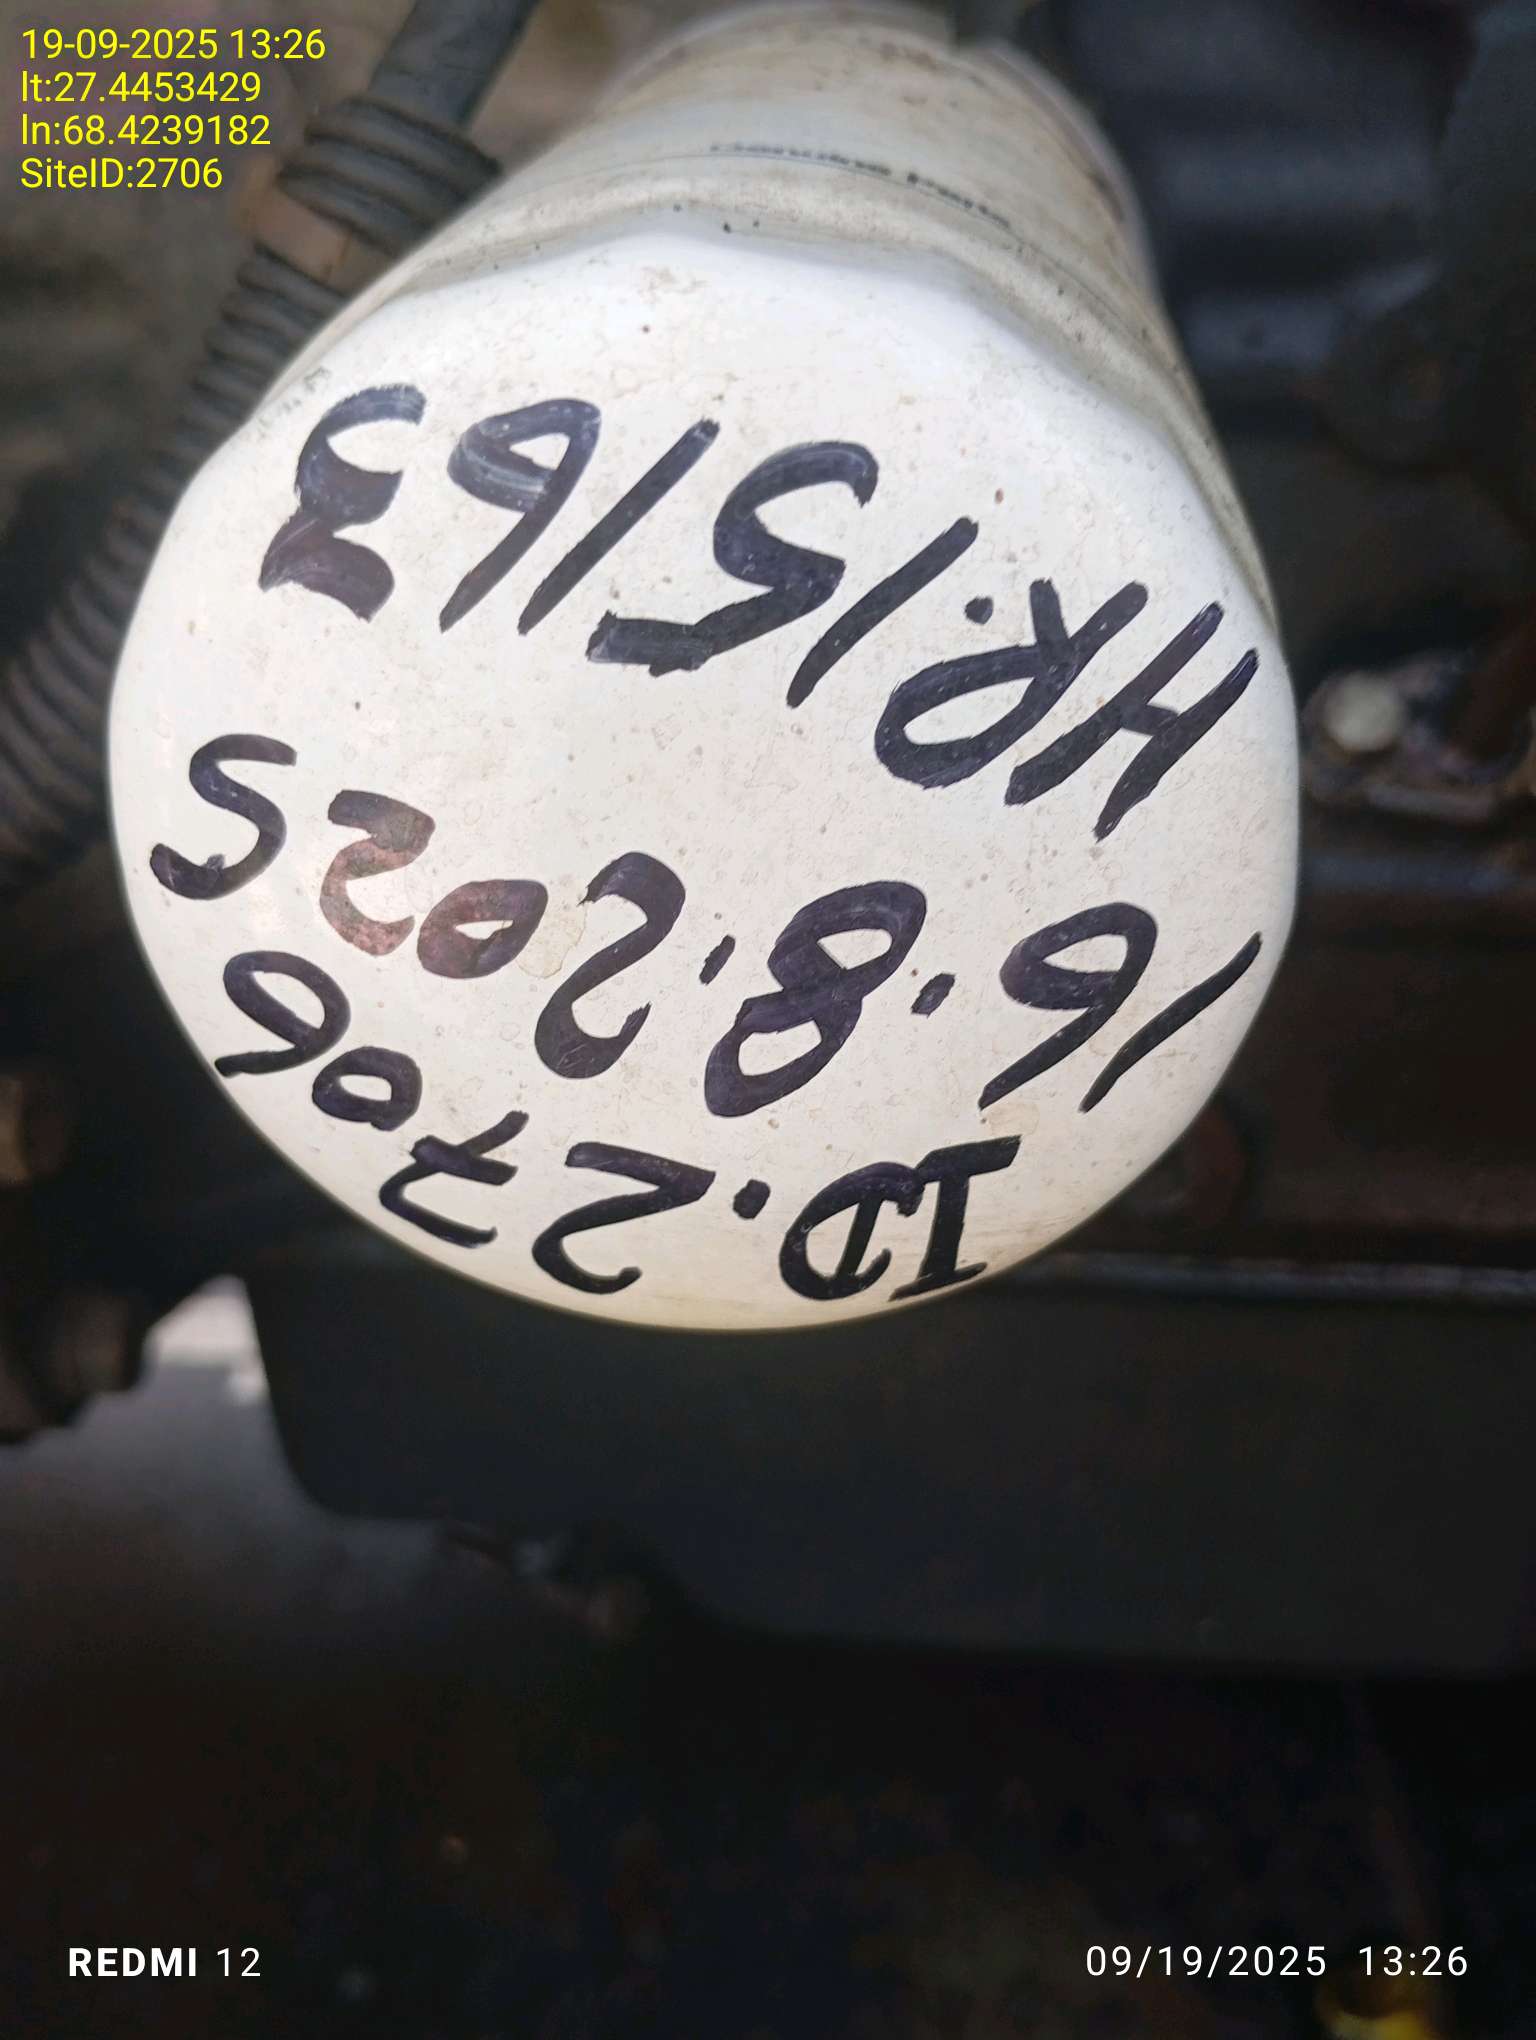 19-09-2025 13:26
lt:27.4453429
ln:68.4239182
SiteID:2706
ID.2706
16.8.2025
HR.15163
REDMI 12
09/19/2025 13:26